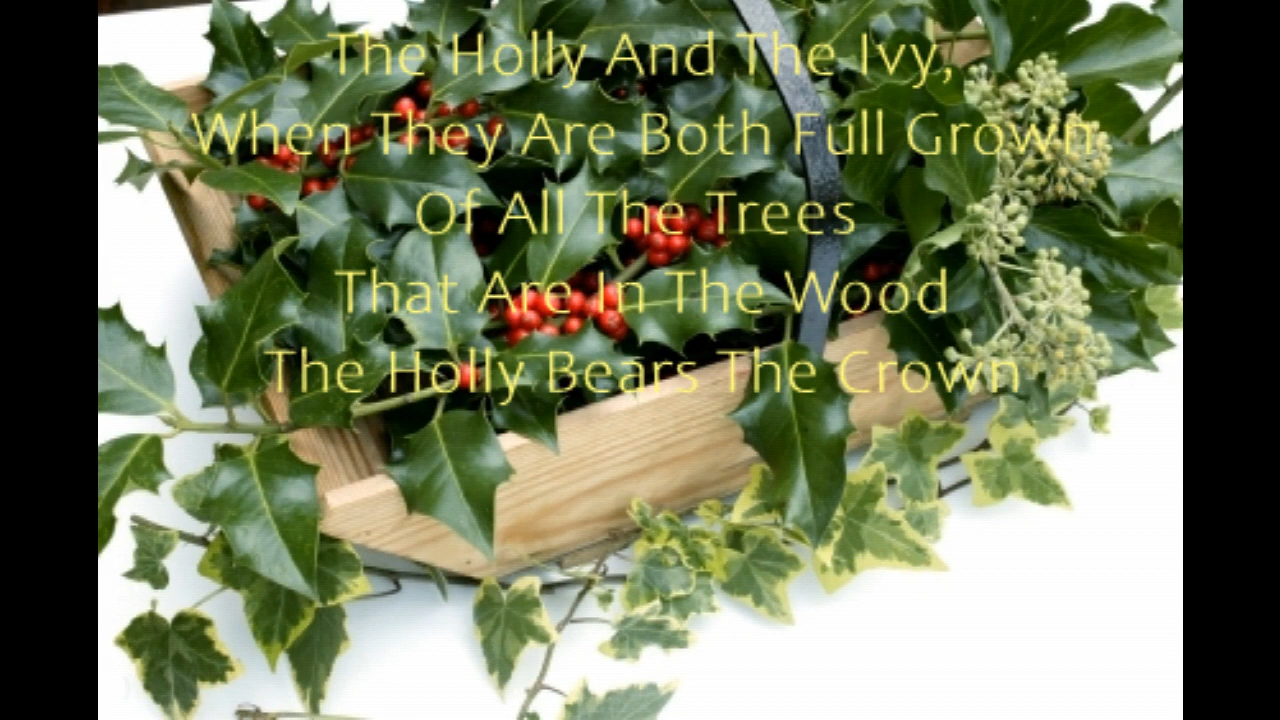 The Holly And The Ivy,
When They Are Both Full Grown
Of All The Trees
That Are In The Wood
The Holly Bears The Crown